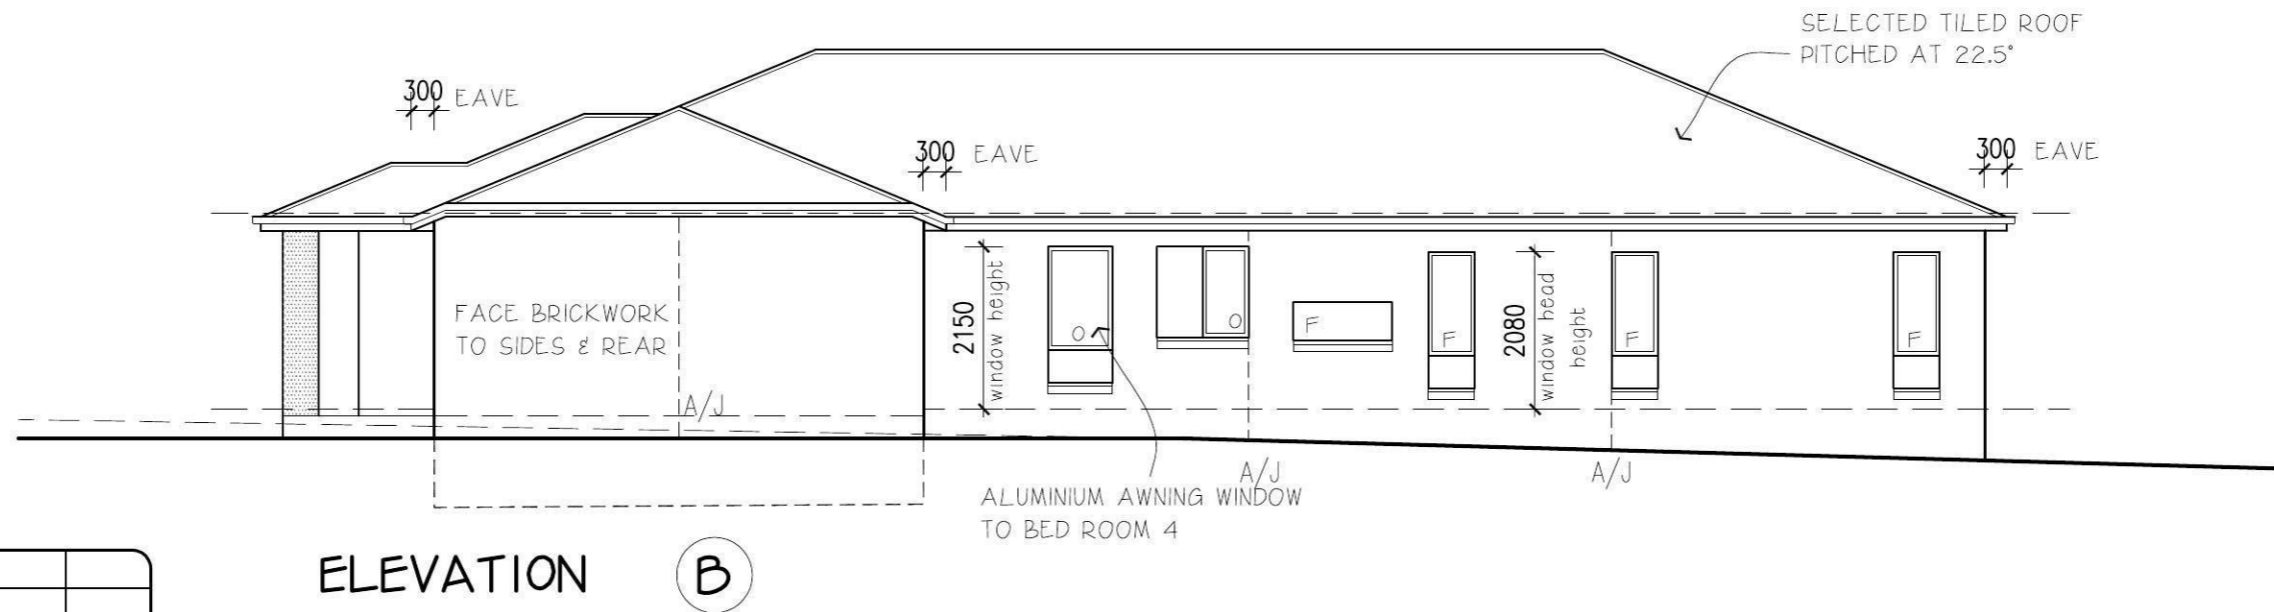 SELECTED TILED ROOF
PITCHED AT 22.5°
300 EAVE
300 EAVE
300 EAVE
FACE BRICKWORK
TO SIDES & REAR
A/J
2150
window height
O
O
F
F
2080
window head
height
F
F
A/J
A/J
ALUMINIUM AWNING WINDOW
TO BED ROOM 4
ELEVATION B